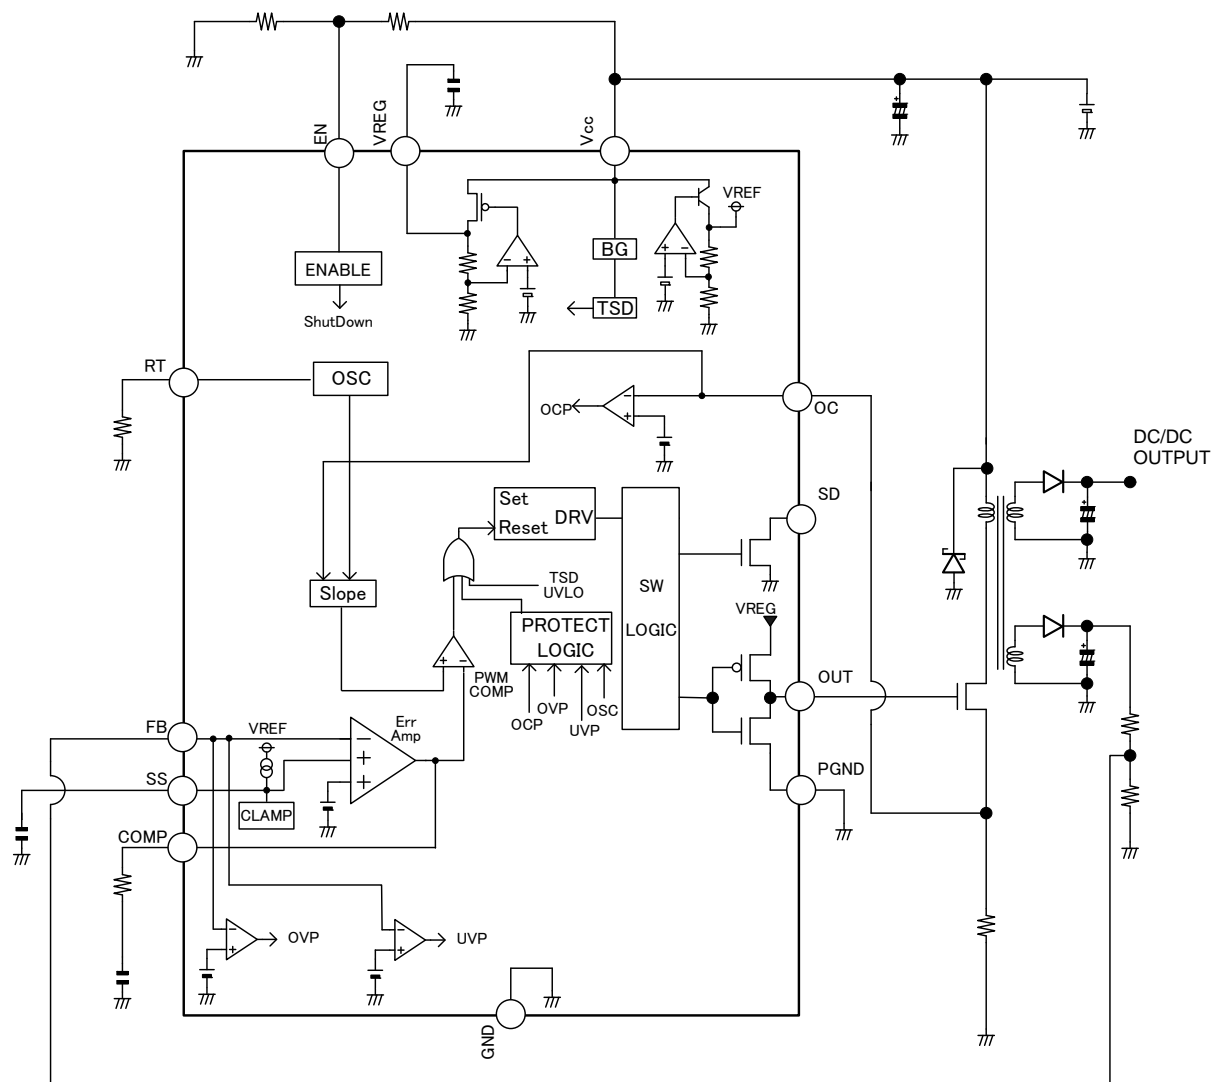 EN
VREG
Vcc
VREF
BG
ENABLE
TSD
ShutDown
RT
OSC
OCP
OC
DC/DC
OUTPUT
Set
Reset
DRV
SD
TSD
UVLO
SW
LOGIC
Slope
VREG
PROTECT
LOGIC
PWM
COMP
OUT
OCP
OVP
UVP
OSC
FB
VREF
Err
Amp
SS
CLAMP
PGND
COMP
OVP
UVP
GND